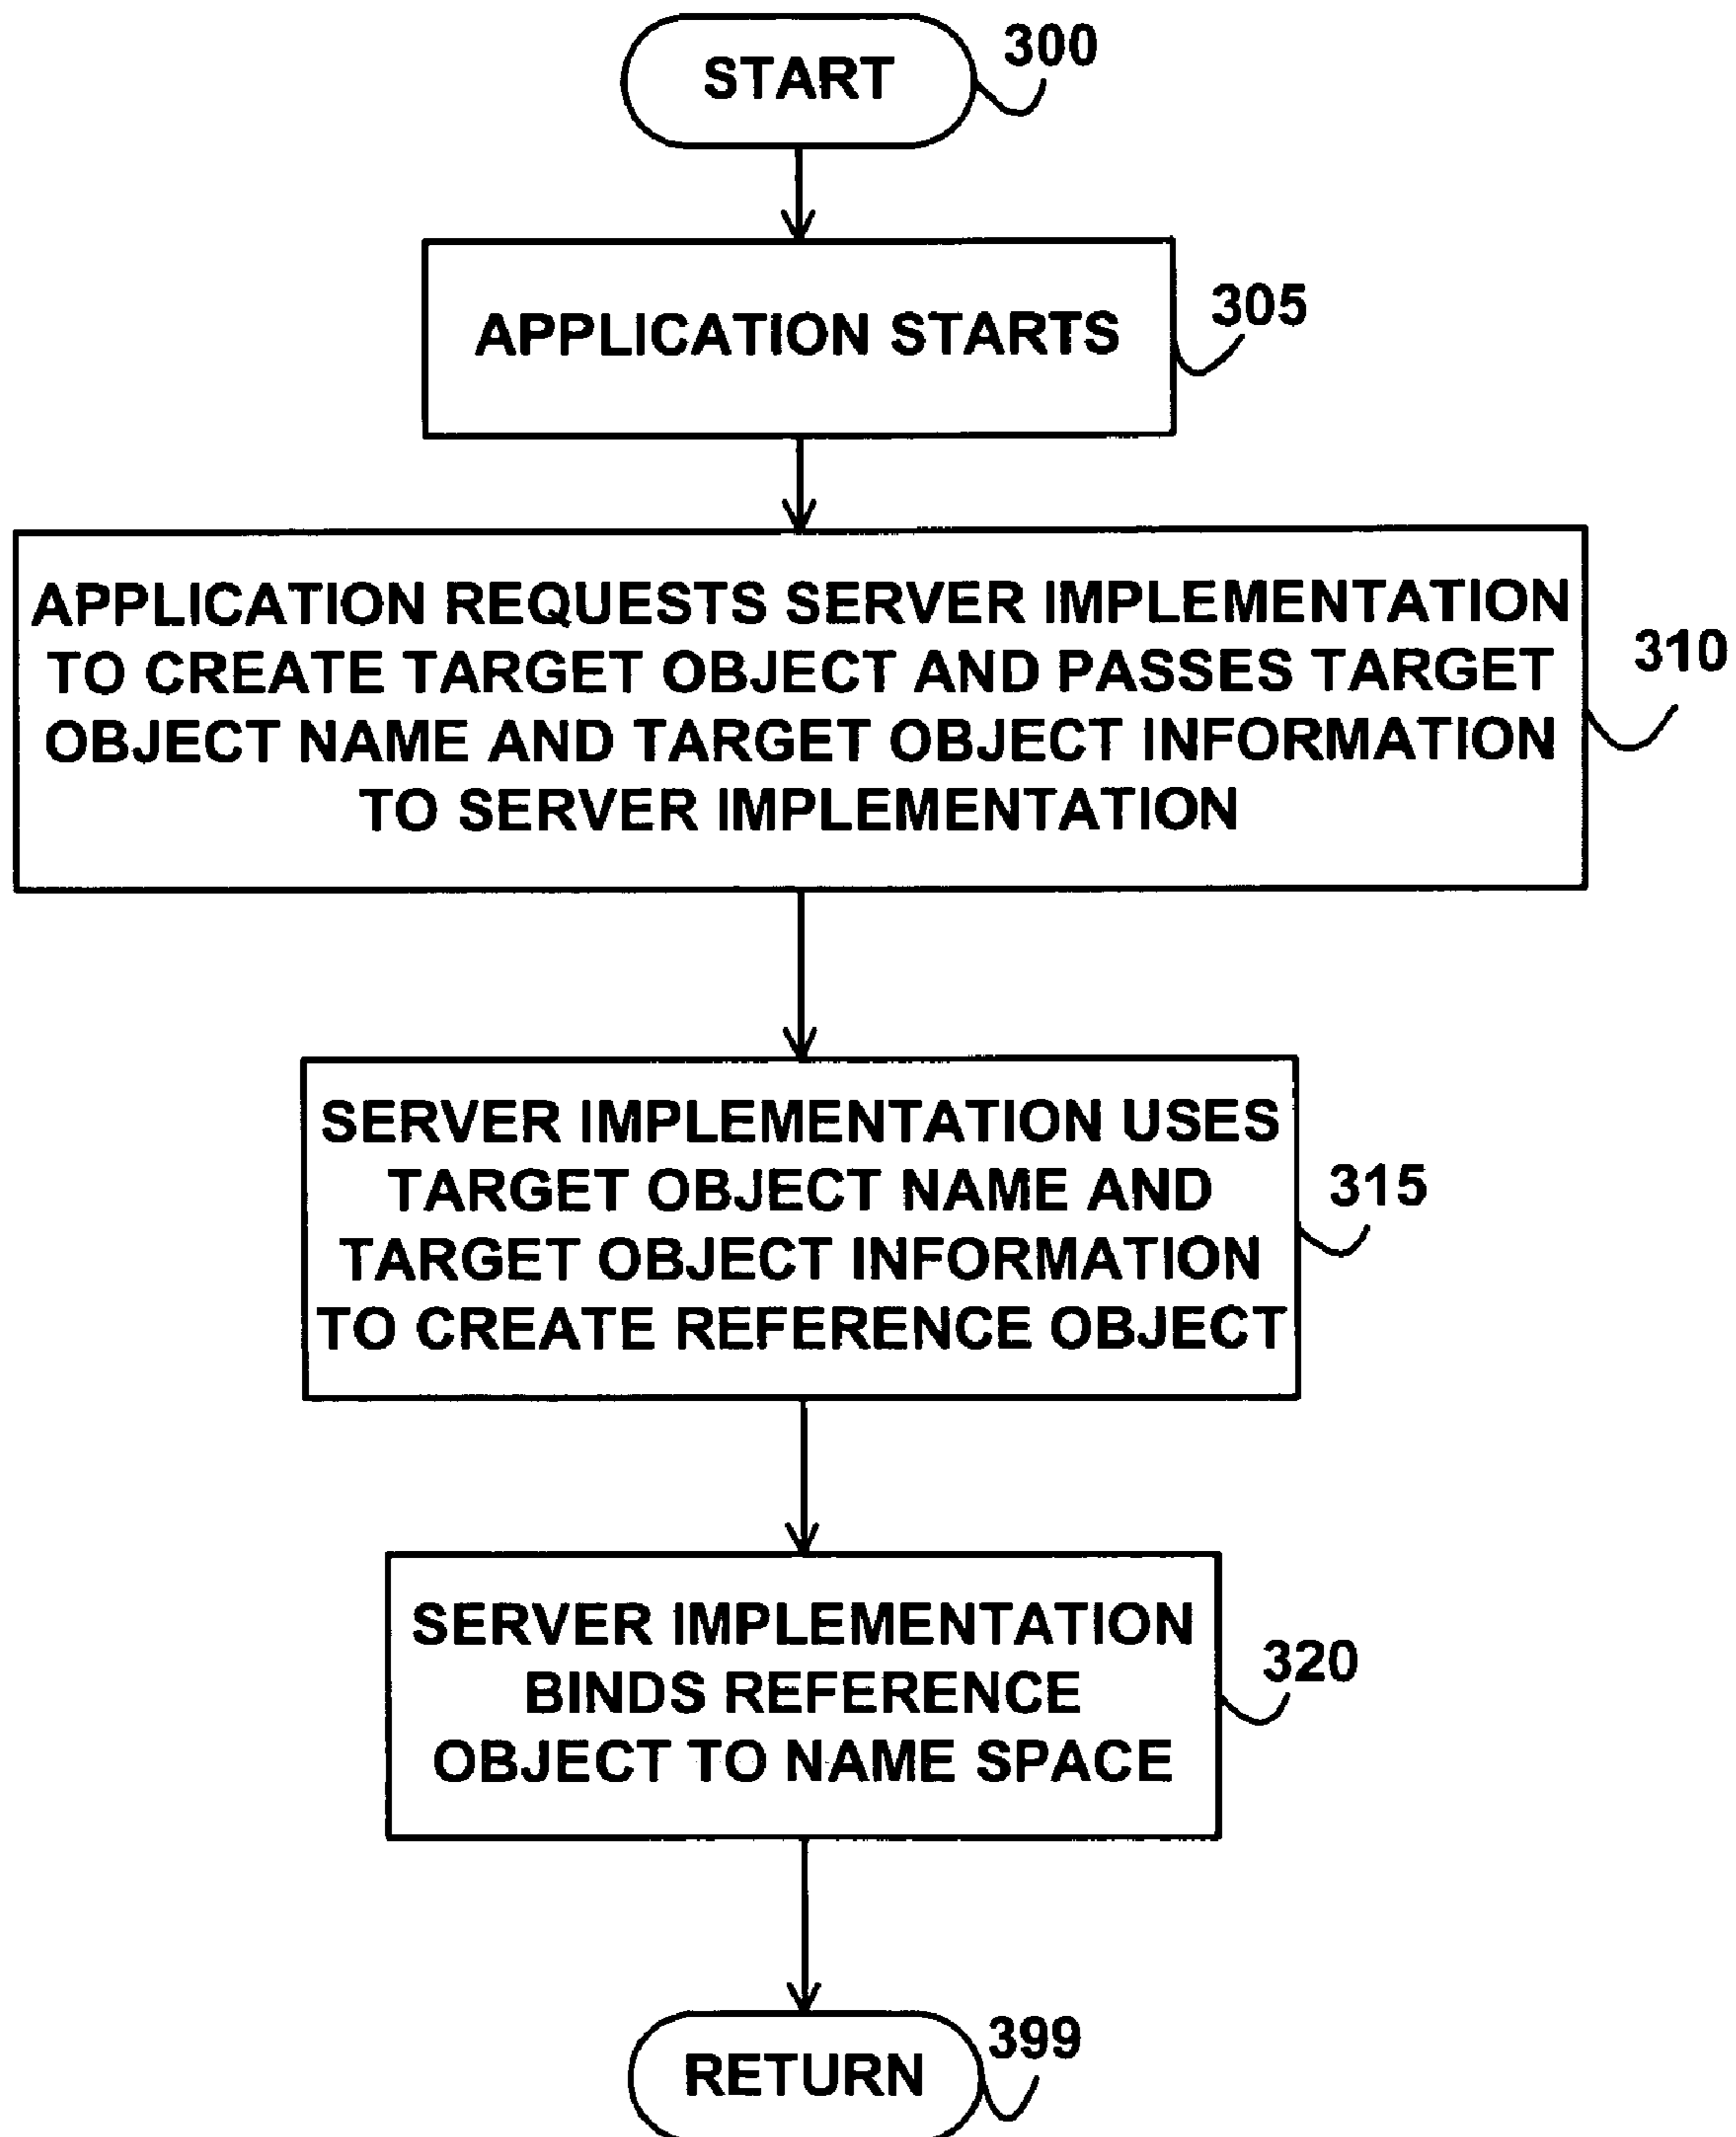 START
300
APPLICATION STARTS
305
APPLICATION REQUESTS SERVER IMPLEMENTATION
TO CREATE TARGET OBJECT AND PASSES TARGET
OBJECT NAME AND TARGET OBJECT INFORMATION
TO SERVER IMPLEMENTATION
310
SERVER IMPLEMENTATION USES
TARGET OBJECT NAME AND
TARGET OBJECT INFORMATION
TO CREATE REFERENCE OBJECT
315
SERVER IMPLEMENTATION
BINDS REFERENCE
OBJECT TO NAME SPACE
320
RETURN
399